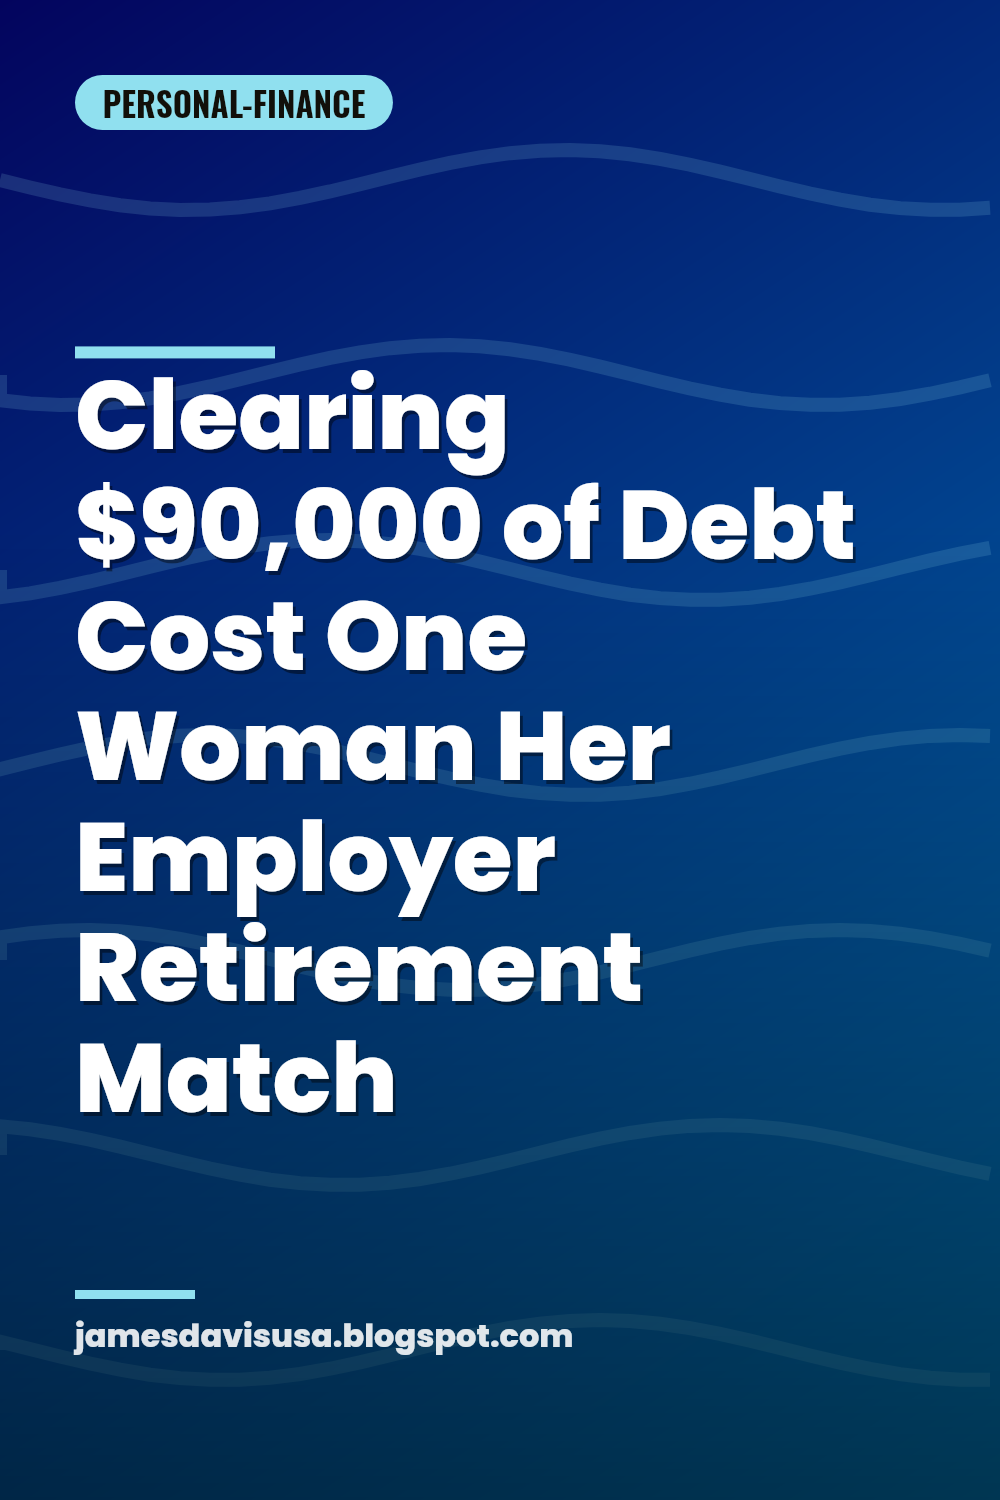 PERSONAL-FINANCE
Clearing
$90,000 of Debt
Cost One
Woman Her
Employer
Retirement
Match
jamesdavisusa.blogspot.com